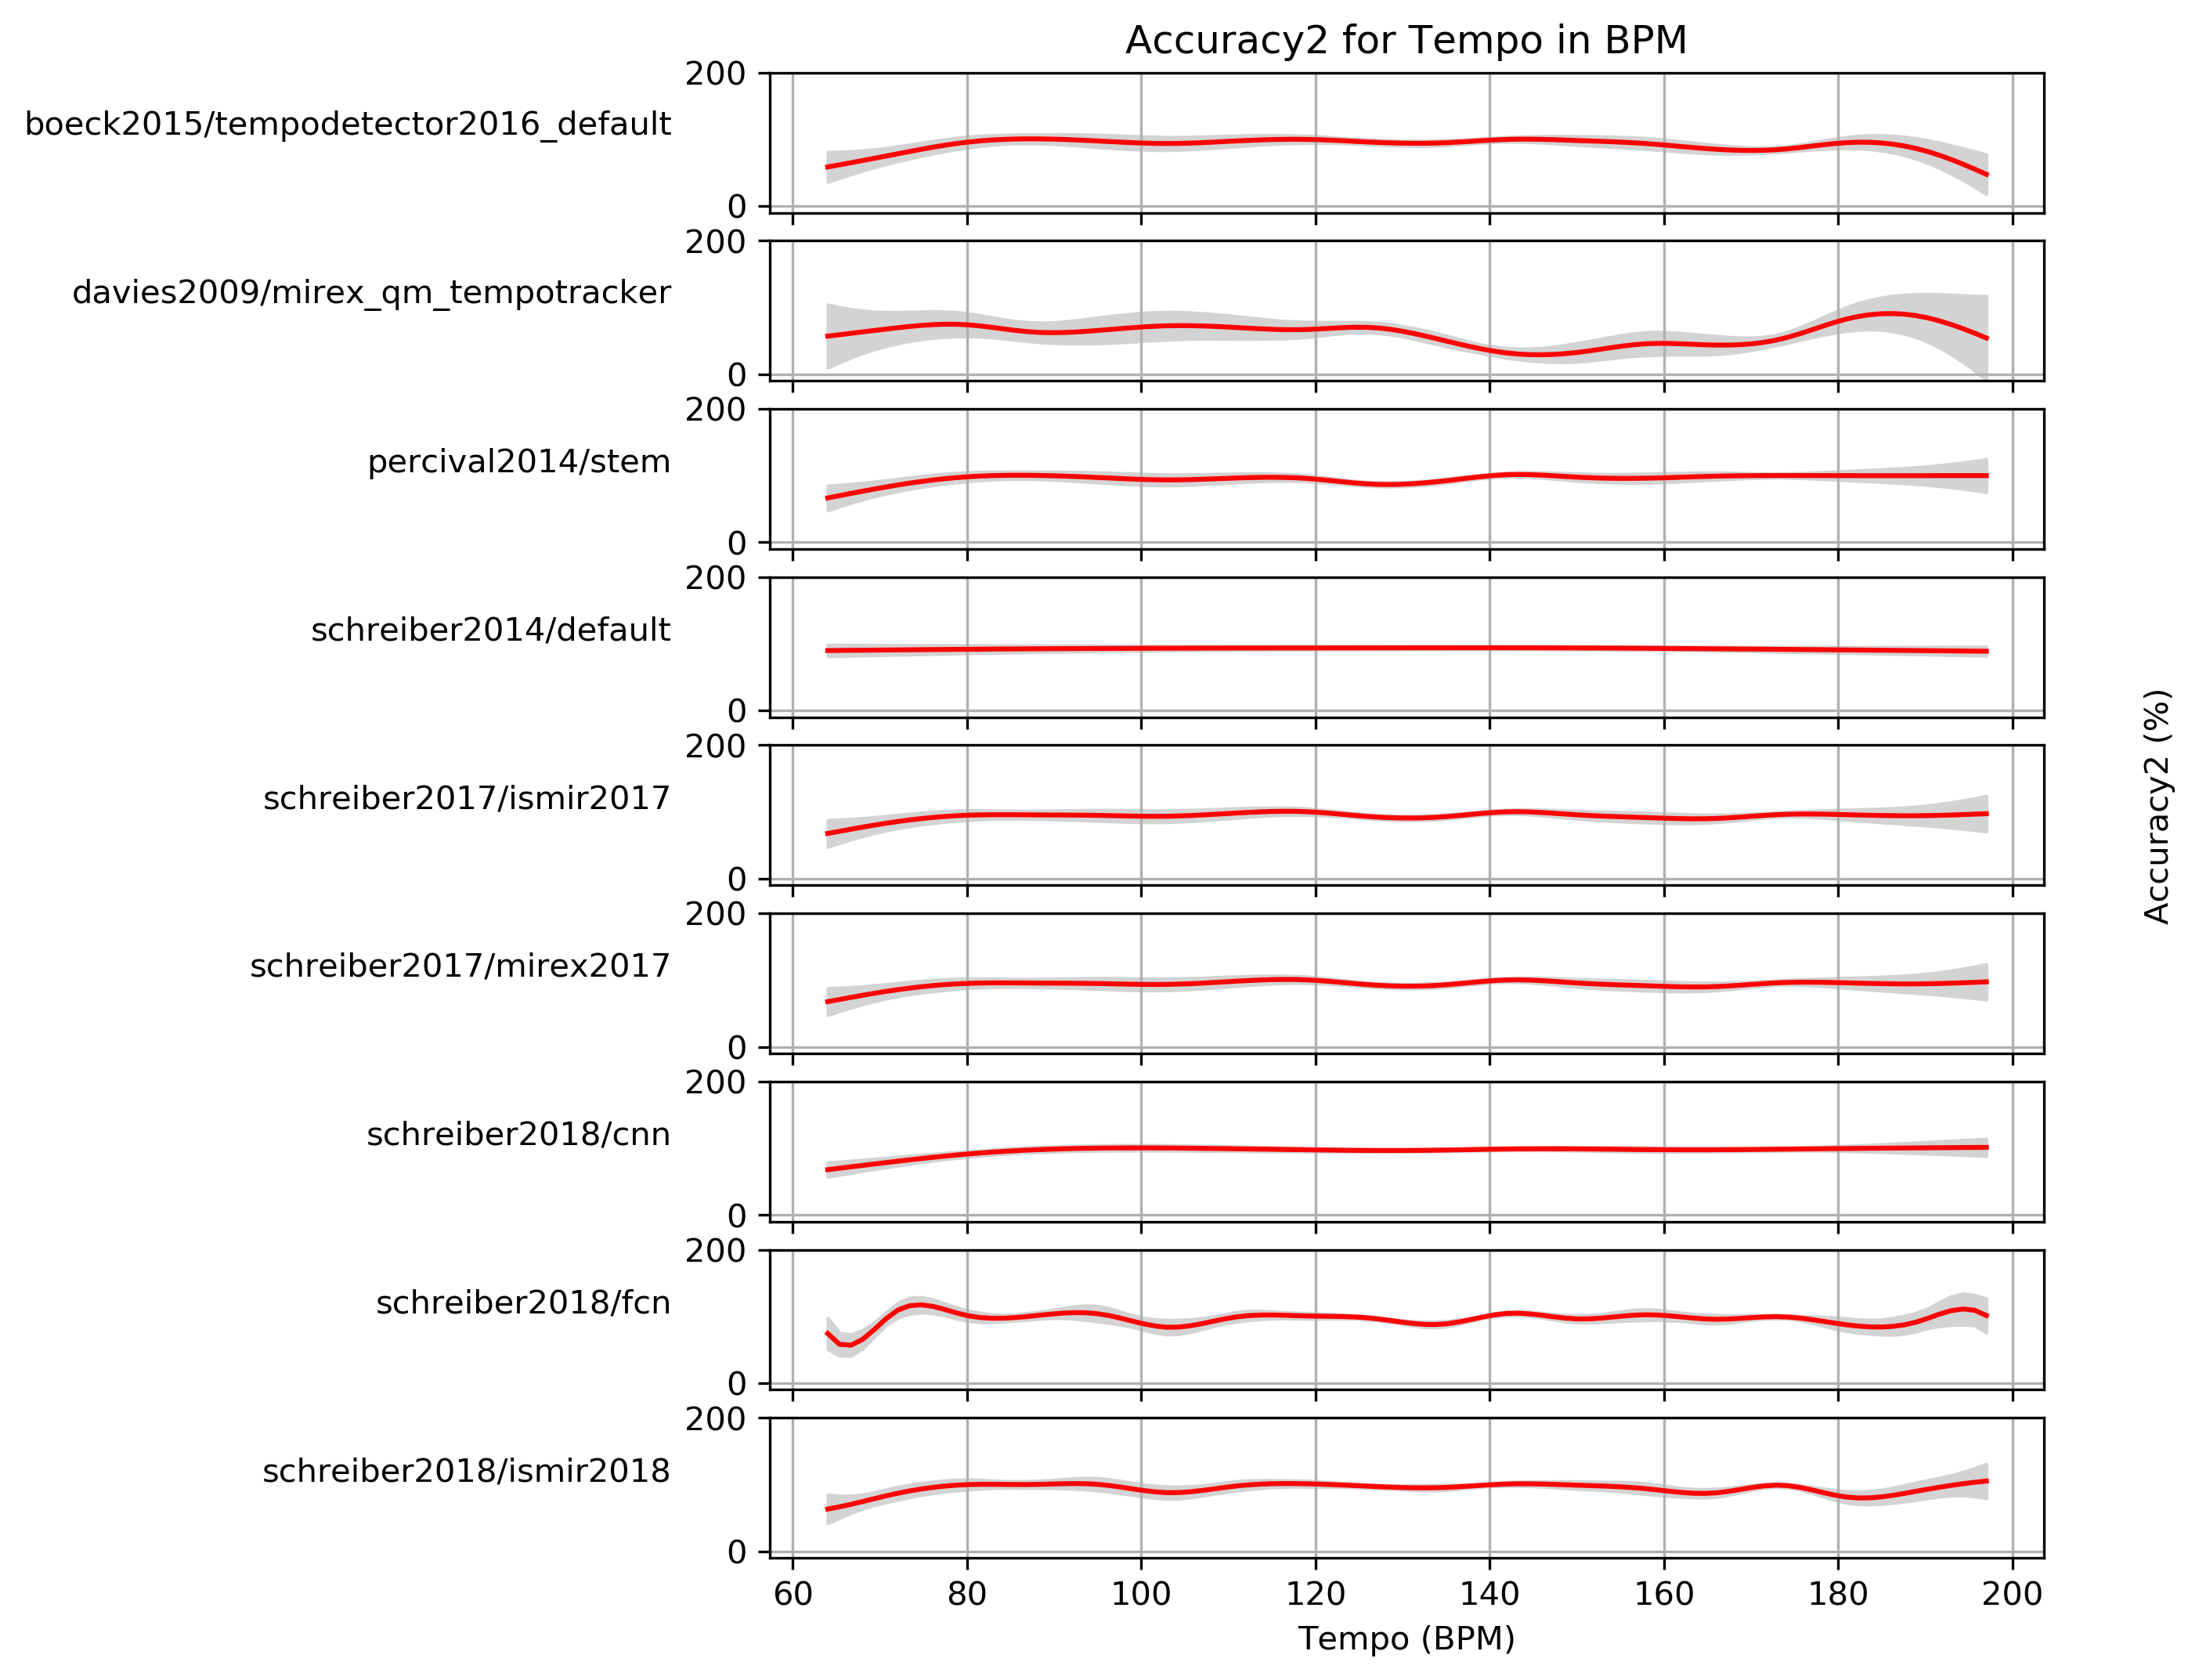 Accuracy2 for Tempo in BPM
200
boeck2015/tempodetector2016_default
0
200
davies2009/mirex_qm_tempotracker
0
200
percival2014/stem
0
200
schreiber2014/default
0
200
schreiber2017/ismir2017
0
200
schreiber2017/mirex2017
0
200
schreiber2018/cnn
0
200
schreiber2018/fcn
0
200
schreiber2018/ismir2018
0
60 80 100 120 140 160 180 200
Tempo (BPM)
Accuracy2 (%)